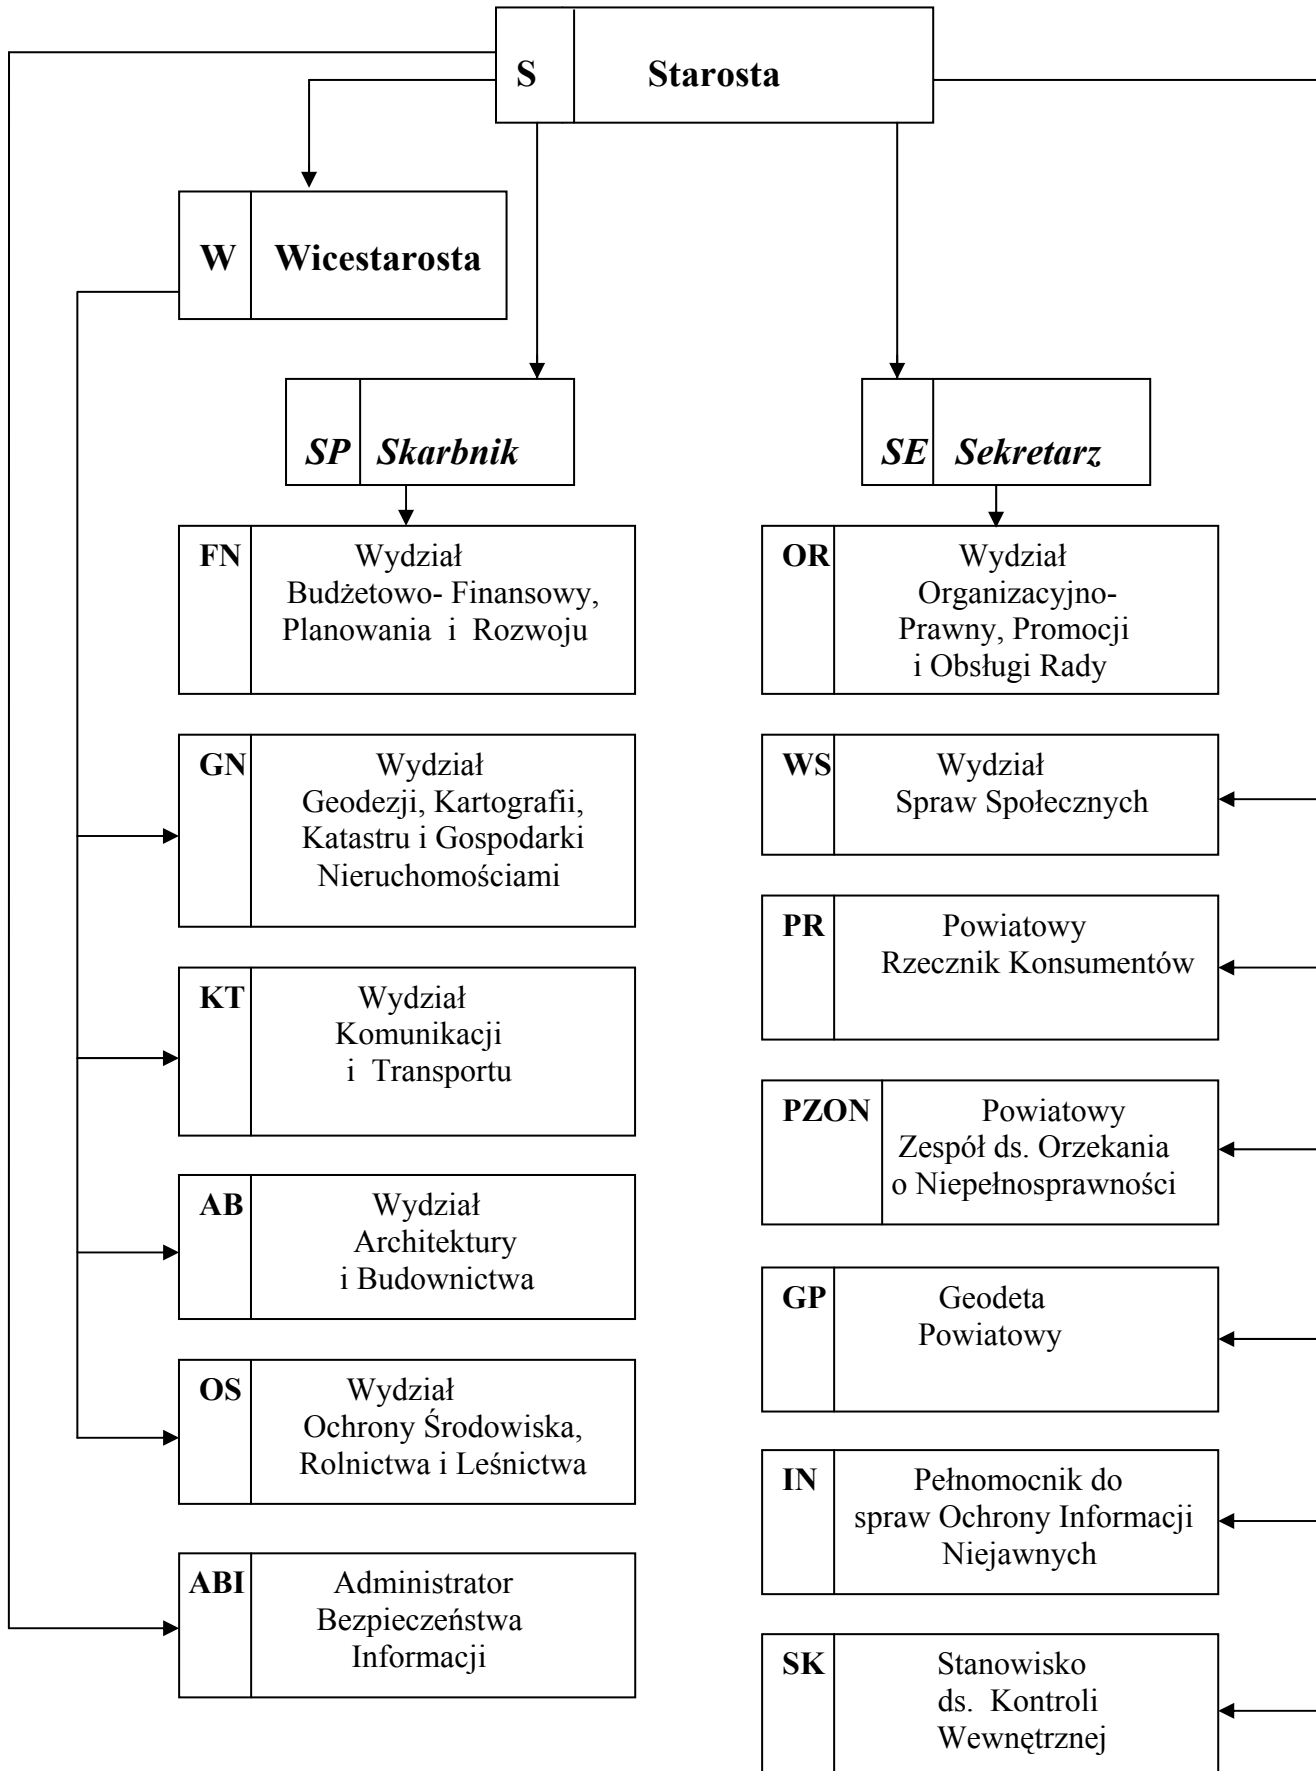 S Starosta
W Wicestarosta
SP Skarbnik
SE Sekretarz
FN Wydział
Budżetowo- Finansowy,
Planowania i Rozwoju
OR Wydział
Organizacyjno-
Prawny, Promocji
i Obsługi Rady
GN Wydział
Geodezji, Kartografii,
Katastru i Gospodarki
Nieruchomościami
WS Wydział
Spraw Społecznych
PR Powiatowy
Rzecznik Konsumentów
KT Wydział
Komunikacji
i Transportu
PZON Powiatowy
Zespół ds. Orzekania
o Niepełnosprawności
AB Wydział
Architektury
i Budownictwa
GP Geodeta
Powiatowy
OS Wydział
Ochrony Środowiska,
Rolnictwa i Leśnictwa
IN Pełnomocnik do
spraw Ochrony Informacji
Niejawnych
ABI Administrator
Bezpieczeństwa
Informacji
SK Stanowisko
ds. Kontroli
Wewnętrznej